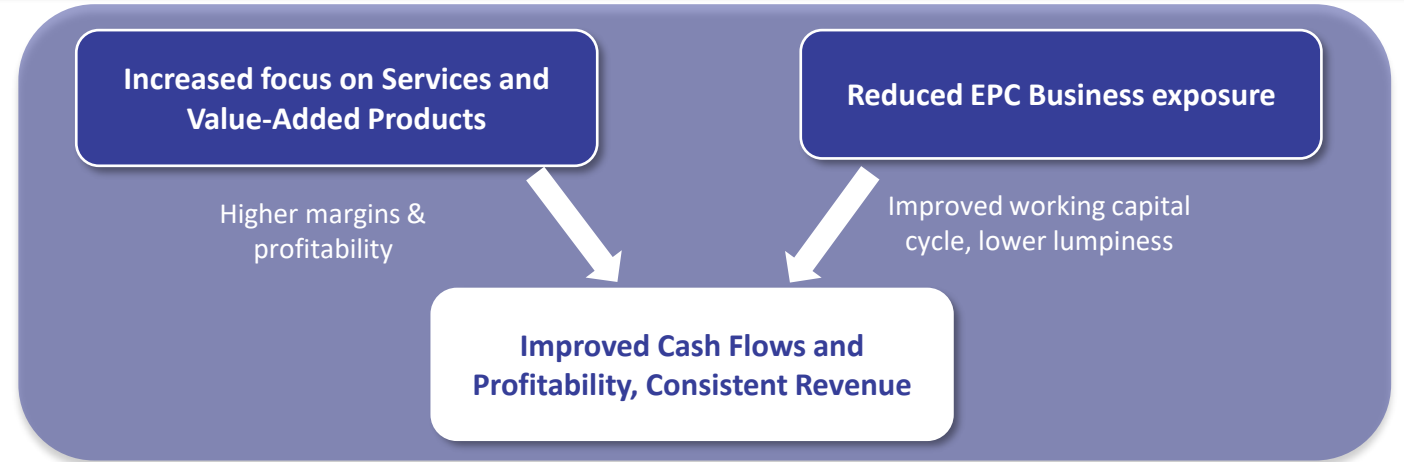 Increased focus on Services and
Value-Added Products
Reduced EPC Business exposure
Higher margins &
profitability
Improved working capital
cycle, lower lumpiness
Improved Cash Flows and
Profitability, Consistent Revenue